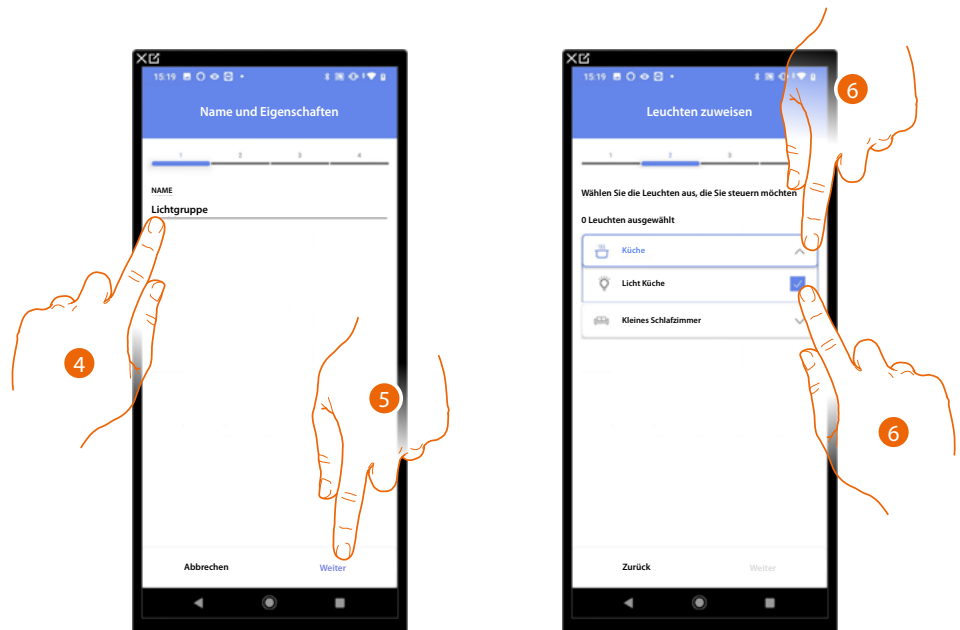 15:19
Name und Eigenschaften
1 2 3 4
NAME
Lichtgruppe
4
5
Abbrechen Weiter
15:19
Leuchten zuweisen
6
1 2 3
Wählen Sie die Leuchten aus, die Sie steuern möchten
0 Leuchten ausgewählt
Küche
Licht Küche
Kleines Schlafzimmer
6
Zurück Weiter